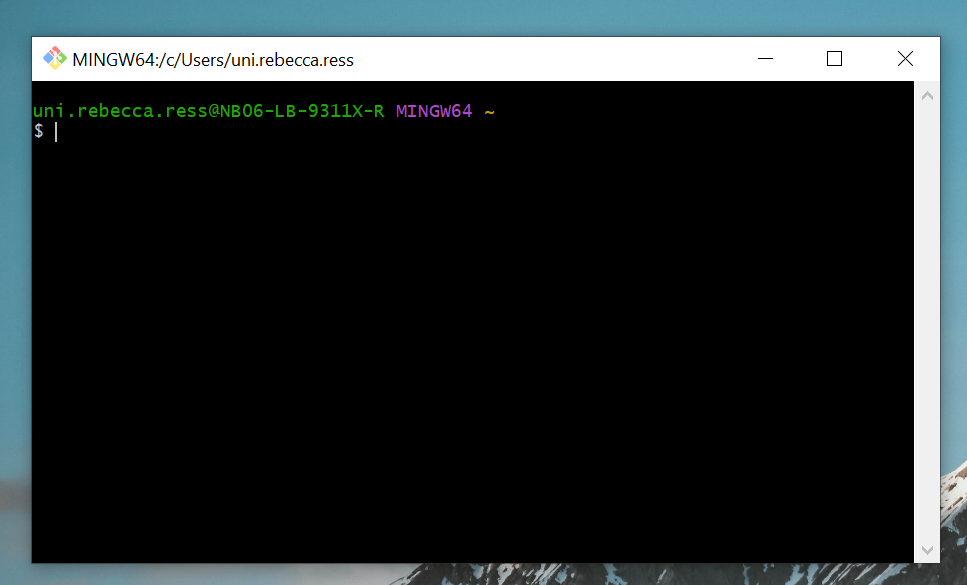 MINGW64:/c/Users/uni.rebecca.ress
uni.rebecca.ress@NB06-LB-9311X-R MINGW64 ~
$